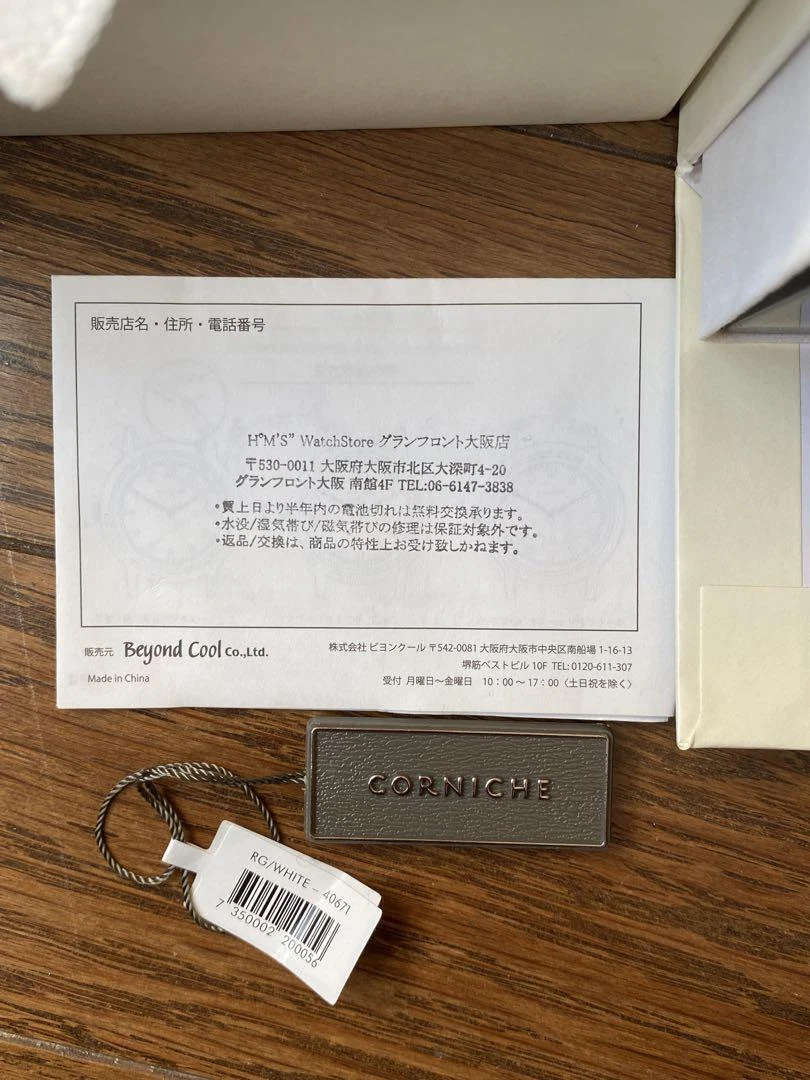 販売店名・住所・電話番号
H°M'S" WatchStore グランフロント大阪店
〒530-0011 大阪府大阪市北区大深町4-20
グランフロント大阪 南館4F TEL:06-6147-3838
・買上日より半年内の電池切れは無料交換承ります。
・水没/湿気帯び/磁気帯びの修理は保証対象外です。
・返品/交換は、商品の特性上お受け致しかねます。
販売元 Beyond Cool Co.,Ltd.
Made in China
株式会社 ビヨンクール 〒542-0081 大阪府大阪市中央区南船場 1-16-13
堺筋ベストビル 10F TEL: 0120-611-307
受付 月曜日〜金曜日 10:00〜17:00〈土日祝を除く〉
CORNICHE
RG/WHITE – 40671
7 350002 200056